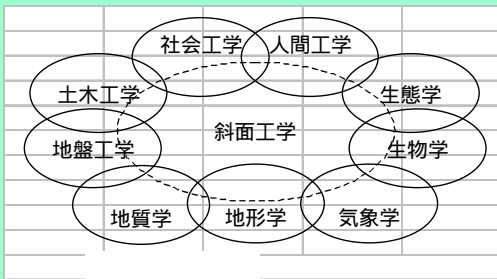 社会工学 人間工学
土木工学 生態学
斜面工学
地盤工学 生物学
地質学 地形学 気象学